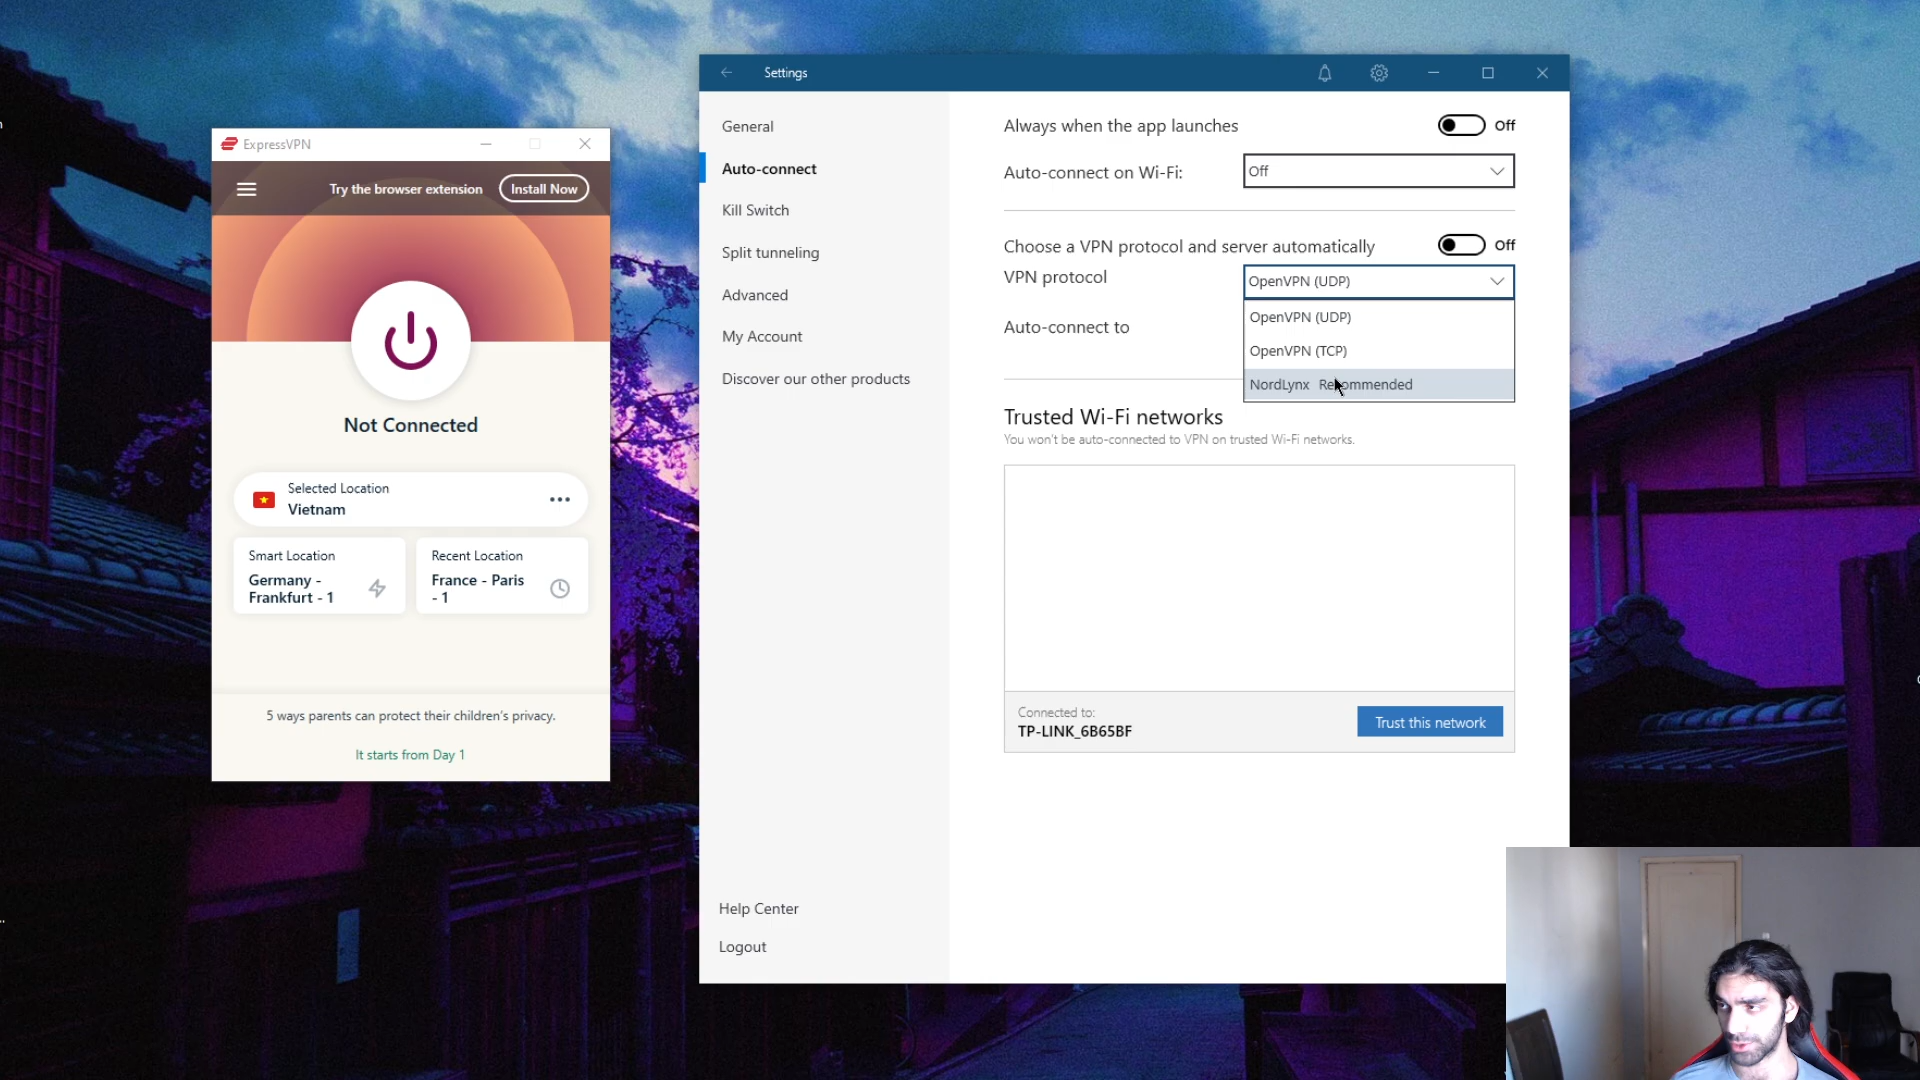 ExpressVPN
Try the browser extension
Install Now
Not Connected
Selected Location
Vietnam
Smart Location
Germany -
Frankfurt - 1
Recent Location
France - Paris
- 1
5 ways parents can protect their children's privacy.
It starts from Day 1
Settings
General
Auto-connect
Kill Switch
Split tunneling
Advanced
My Account
Discover our other products
Help Center
Logout
Always when the app launches
Off
Auto-connect on Wi-Fi:
Off
Choose a VPN protocol and server automatically
Off
VPN protocol
OpenVPN (UDP)
OpenVPN (UDP)
OpenVPN (TCP)
NordLynx Recommended
Auto-connect to
Trusted Wi-Fi networks
You won't be auto-connected to VPN on trusted Wi-Fi networks.
Connected to:
TP-LINK_6B65BF
Trust this network